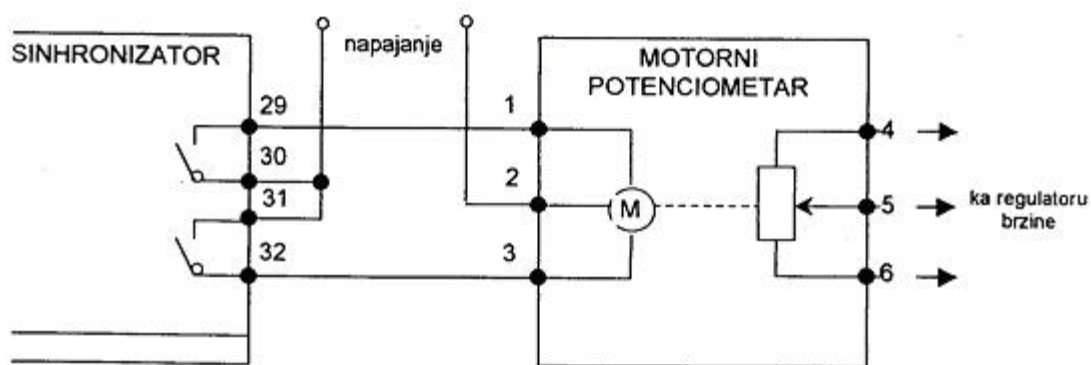 SINHRONIZATOR
napajanje
MOTORNI
POTENCIOMETAR
29
30
31
32
1
2
3
M
4
5
6
ka regulatoru
brzine